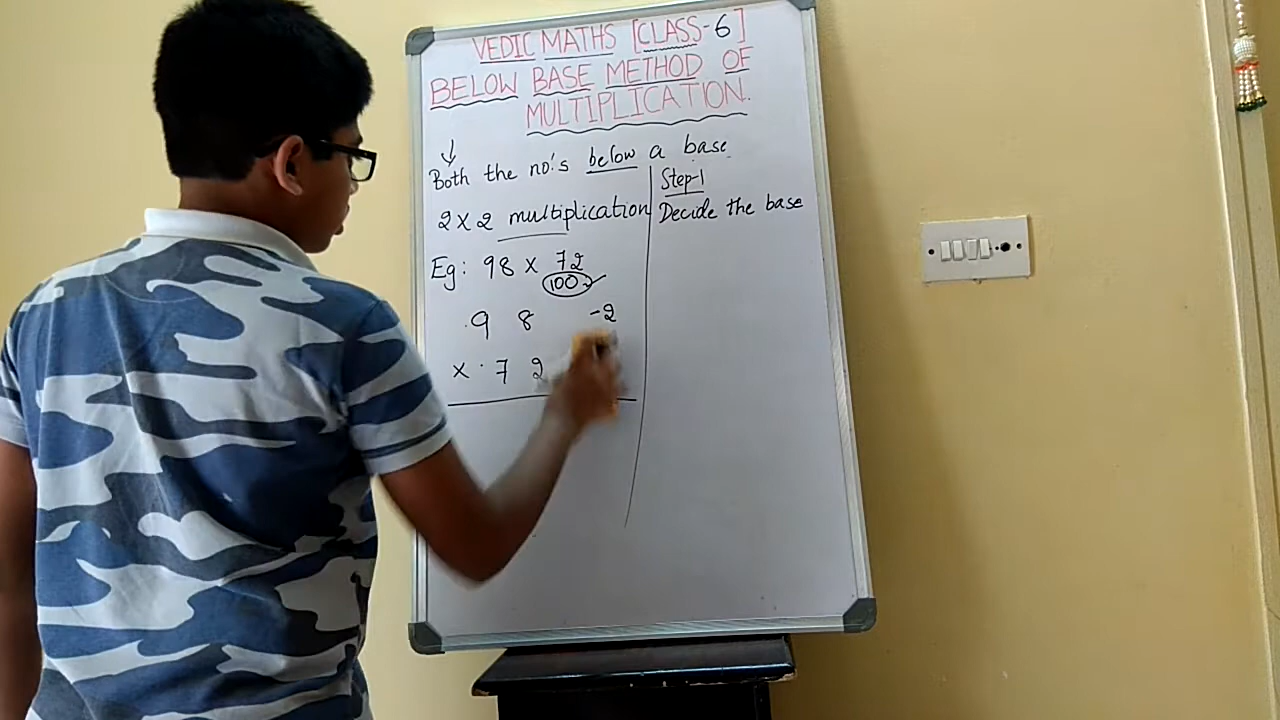 VEDIC MATHS [CLASS-6]
BELOW BASE METHOD OF
MULTIPLICATION.
↓
Both the no's below a base
2 x 2 multiplication
Eg: 98 x 72
100
9 8 -2
x 7 2
Step-1
Decide the base